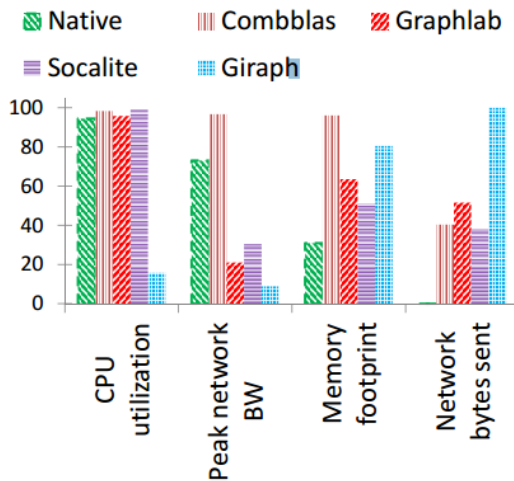 Native Combblas Graphlab
Socalite Giraph
100
80
60
40
20
0
CPU
utilization
Peak network
BW
Memory
footprint
Network
bytes sent